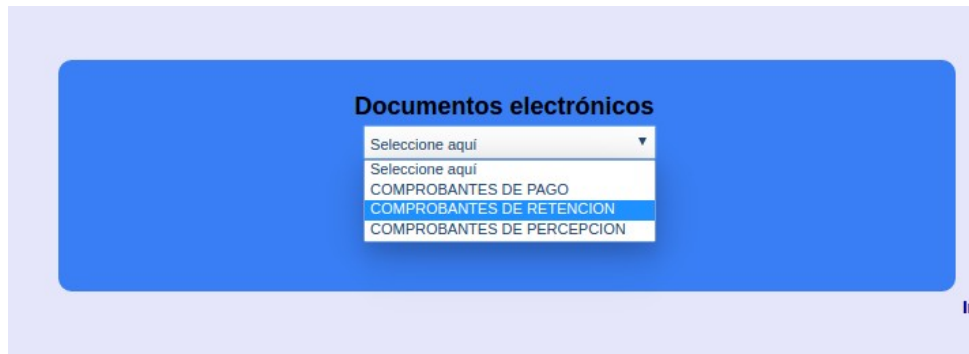 Documentos electrónicos
Seleccione aquí
Seleccione aquí
COMPROBANTES DE PAGO
COMPROBANTES DE RETENCION
COMPROBANTES DE PERCEPCION